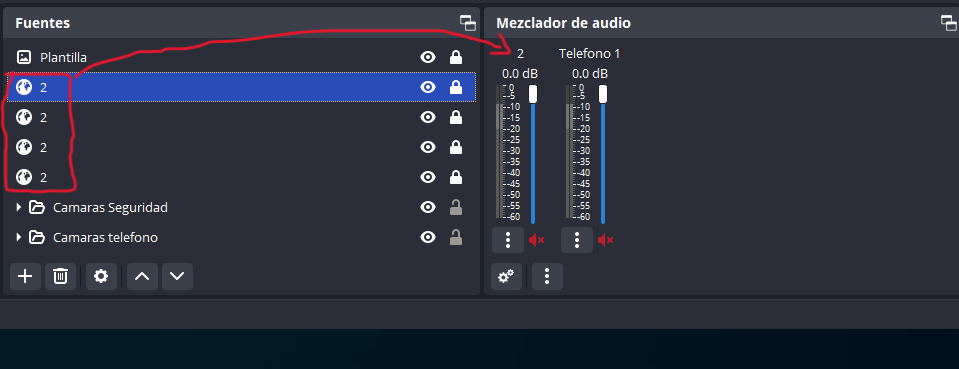 Fuentes
Plantilla
2
2
2
2
Camaras Seguridad
Camaras telefono
Mezclador de audio
2 Telefono 1
0.0 dB 0.0 dB
0 0
-5 -5
-10 -10
-15 -15
-20 -20
-25 -25
-30 -30
-35 -35
-40 -40
-45 -45
-50 -50
-55 -55
-60 -60